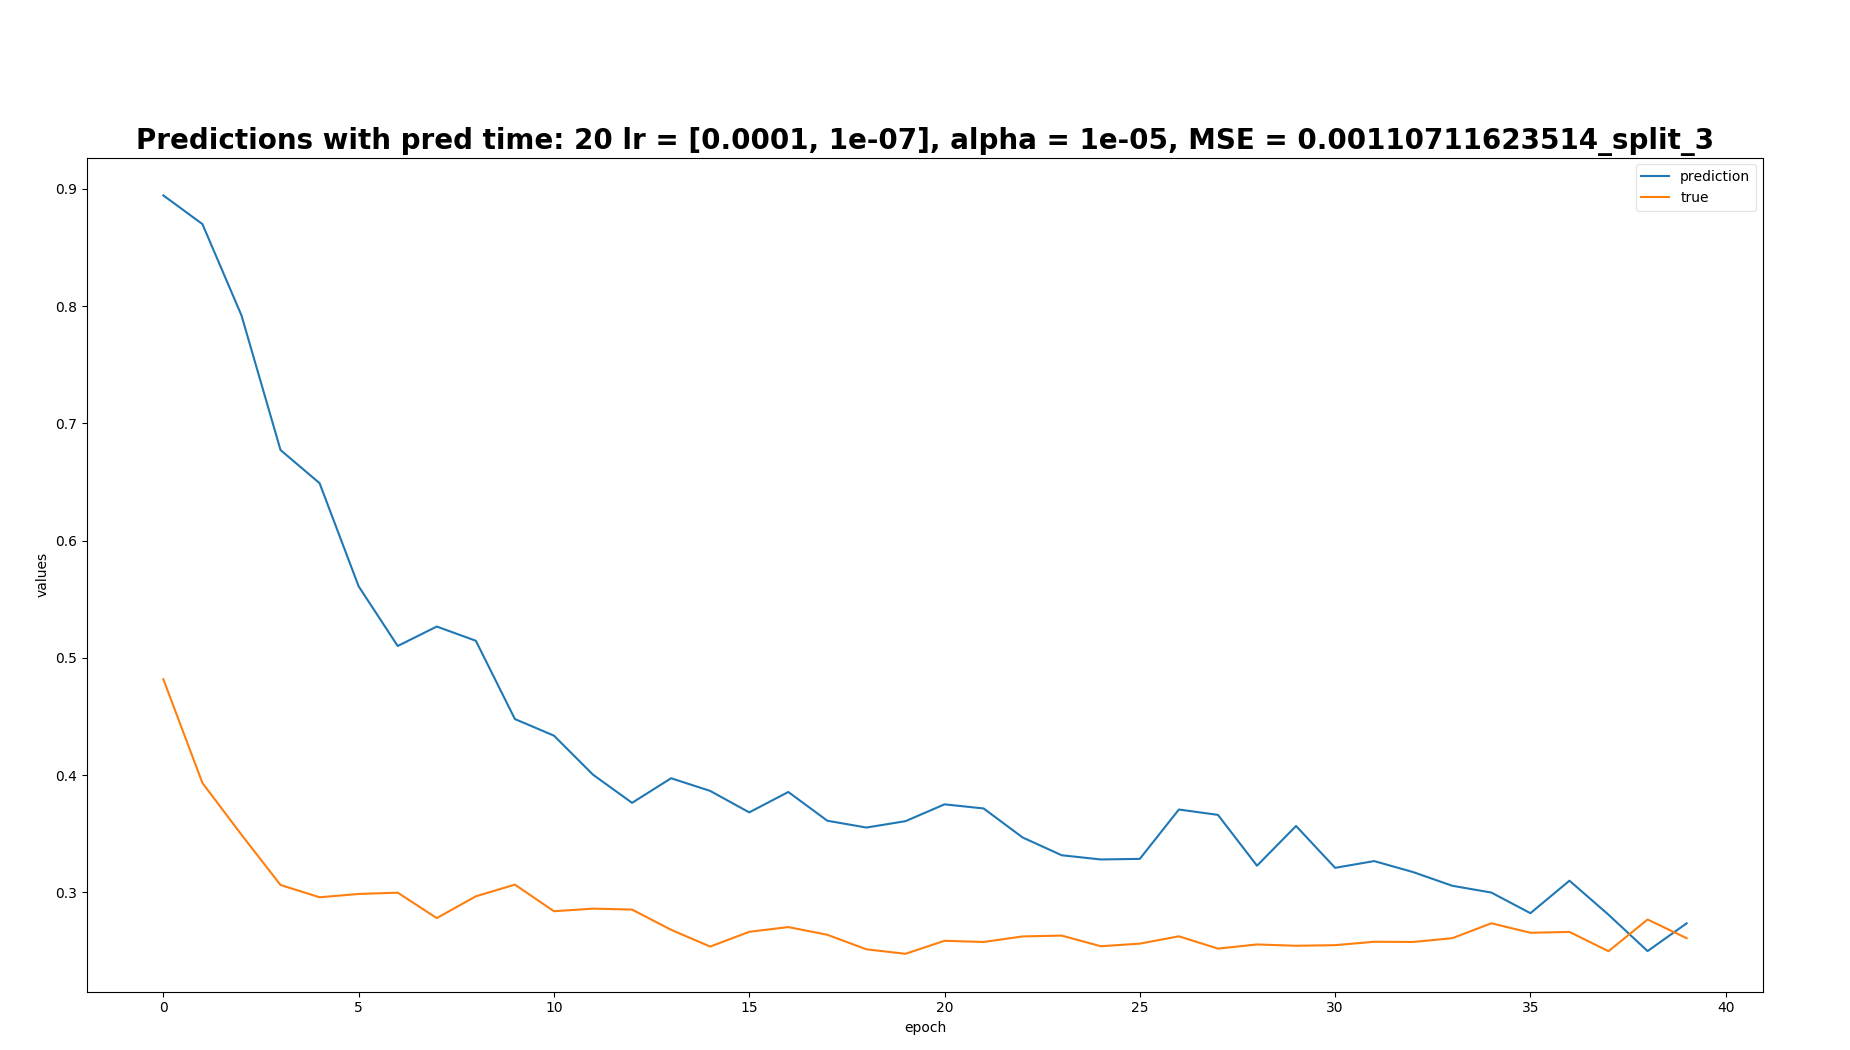 Predictions with pred time: 20 lr = [0.0001, 1e-07], alpha = 1e-05, MSE = 0.00110711623514_split_3
prediction
true
0.9
0.8
0.7
0.6
0.5
0.4
0.3
values
0 5 10 15 20 25 30 35 40
epoch